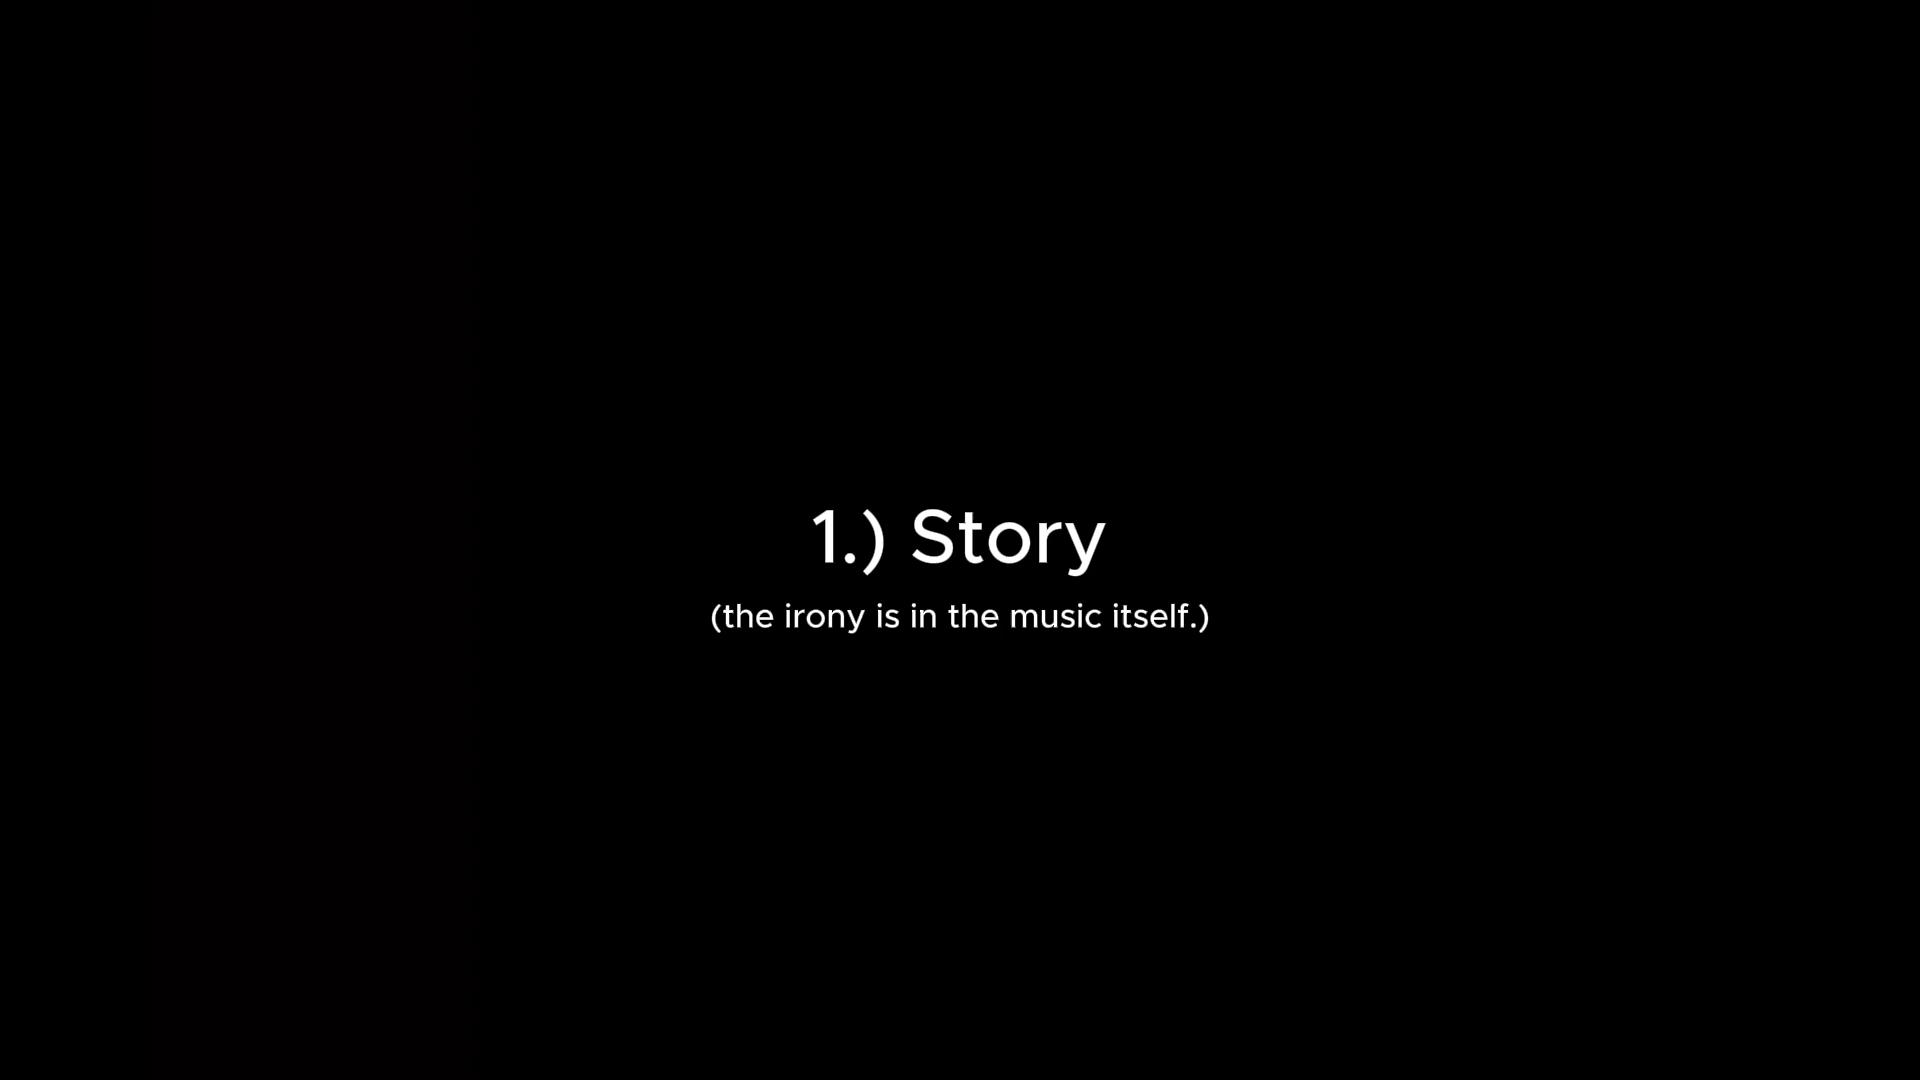 1.) Story
(the irony is in the music itself.)